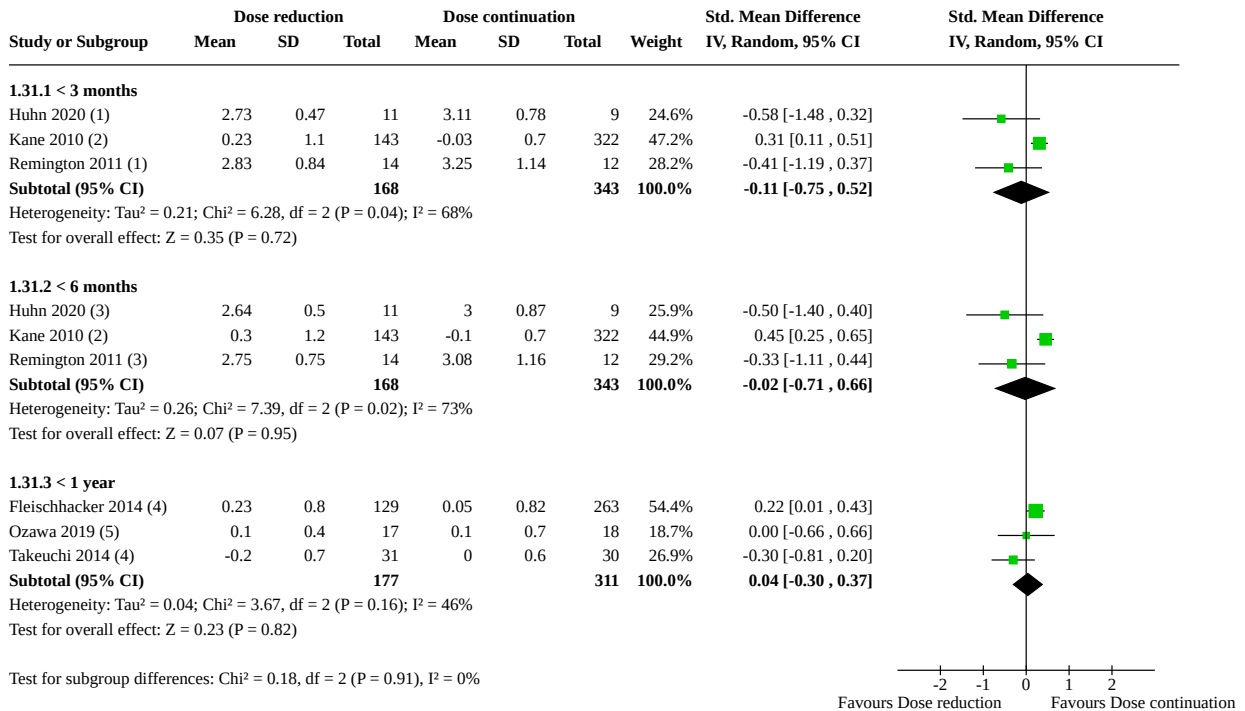 Dose reduction Dose continuation Std. Mean Difference Std. Mean Difference
Study or Subgroup Mean SD Total Mean SD Total Weight IV, Random, 95% CI IV, Random, 95% CI
1.31.1 < 3 months
Huhn 2020 (1) 2.73 0.47 11 3.11 0.78 9 24.6% -0.58 [-1.48 , 0.32]
Kane 2010 (2) 0.23 1.1 143 -0.03 0.7 322 47.2% 0.31 [0.11 , 0.51]
Remington 2011 (1) 2.83 0.84 14 3.25 1.14 12 28.2% -0.41 [-1.19 , 0.37]
Subtotal (95% CI) 168 343 100.0% -0.11 [-0.75 , 0.52]
Heterogeneity: Tau² = 0.21; Chi² = 6.28, df = 2 (P = 0.04); I² = 68%
Test for overall effect: Z = 0.35 (P = 0.72)
1.31.2 < 6 months
Huhn 2020 (3) 2.64 0.5 11 3 0.87 9 25.9% -0.50 [-1.40 , 0.40]
Kane 2010 (2) 0.3 1.2 143 -0.1 0.7 322 44.9% 0.45 [0.25 , 0.65]
Remington 2011 (3) 2.75 0.75 14 3.08 1.16 12 29.2% -0.33 [-1.11 , 0.44]
Subtotal (95% CI) 168 343 100.0% -0.02 [-0.71 , 0.66]
Heterogeneity: Tau² = 0.26; Chi² = 7.39, df = 2 (P = 0.02); I² = 73%
Test for overall effect: Z = 0.07 (P = 0.95)
1.31.3 < 1 year
Fleischhacker 2014 (4) 0.23 0.8 129 0.05 0.82 263 54.4% 0.22 [0.01 , 0.43]
Ozawa 2019 (5) 0.1 0.4 17 0.1 0.7 18 18.7% 0.00 [-0.66 , 0.66]
Takeuchi 2014 (4) -0.2 0.7 31 0 0.6 30 26.9% -0.30 [-0.81 , 0.20]
Subtotal (95% CI) 177 311 100.0% 0.04 [-0.30 , 0.37]
Heterogeneity: Tau² = 0.04; Chi² = 3.67, df = 2 (P = 0.16); I² = 46%
Test for overall effect: Z = 0.23 (P = 0.82)
Test for subgroup differences: Chi² = 0.18, df = 2 (P = 0.91), I² = 0%
-2 -1 0 1 2
Favours Dose reduction Favours Dose continuation